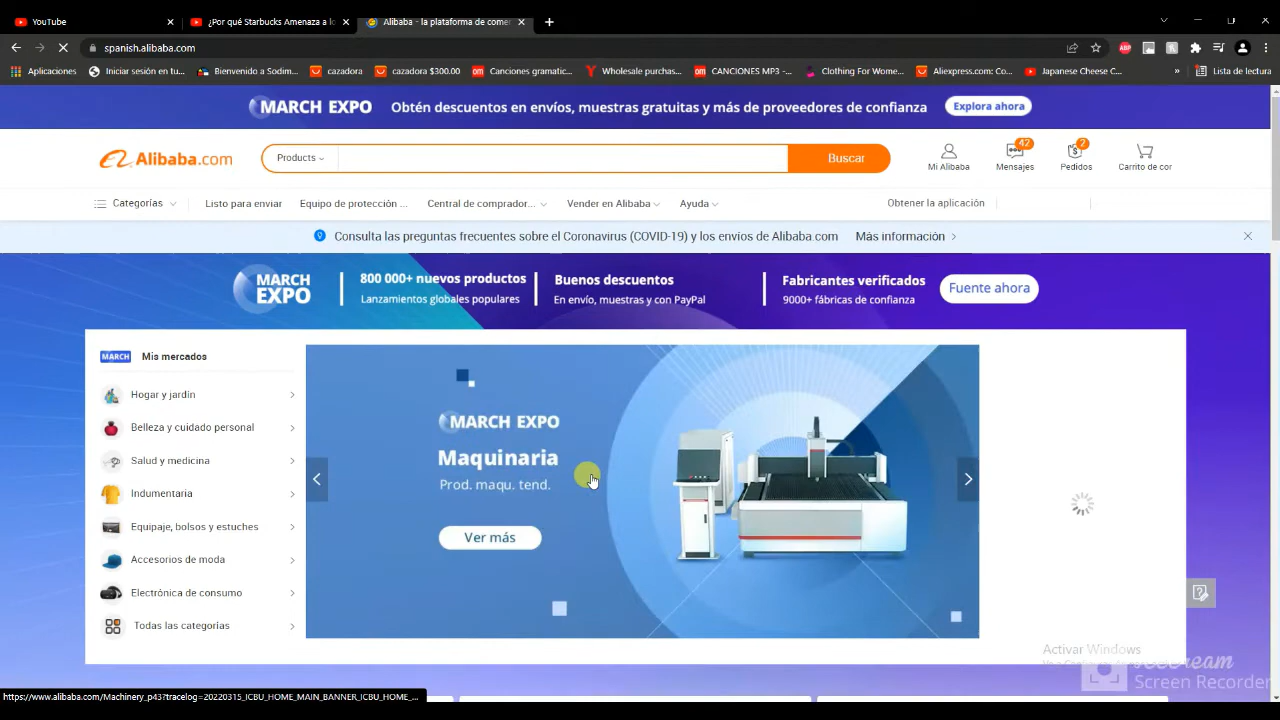 YouTube
¿Por qué Starbucks Amenaza a lo
Alibaba - la plataforma de come
spanish.alibaba.com
ABP
Aplicaciones
Iniciar sesión en tu...
Bienvenido a Sodim...
cazadora
cazadora $300.00
Canciones gramatic...
Wholesale purchas...
CANCIONES MP3 -...
Clothing For Wome...
Aliexpress.com: Co...
Japanese Cheese C...
»
Lista de lectura
MARCH EXPO
Obtén descuentos en envíos, muestras gratuitas y más de proveedores de confianza
Explora ahora
Alibaba.com
Products
Buscar
42
2
Mi Alibaba
Mensajes
Pedidos
Carrito de cor
Categorías
Listo para enviar
Equipo de protección ...
Central de comprador...
Vender en Alibaba
Ayuda
Obtener la aplicación
Consulta las preguntas frecuentes sobre el Coronavirus (COVID-19) y los envíos de Alibaba.com
Más información
MARCH EXPO
800 000+ nuevos productos
Lanzamientos globales populares
Buenos descuentos
En envío, muestras y con PayPal
Fabricantes verificados
9000+ fábricas de confianza
Fuente ahora
MARCH
Mis mercados
Hogar y jardín
Belleza y cuidado personal
Salud y medicina
Indumentaria
Equipaje, bolsos y estuches
Accesorios de moda
Electrónica de consumo
Todas las categorías
MARCH EXPO
Maquinaria
Prod. maqu. tend.
Ver más
Activar Windows
Screen Recorder
https://www.alibaba.com/Machinery_p43?tracelog=20220315_ICBU_HOME_MAIN_BANNER_ICBU_HOME_...